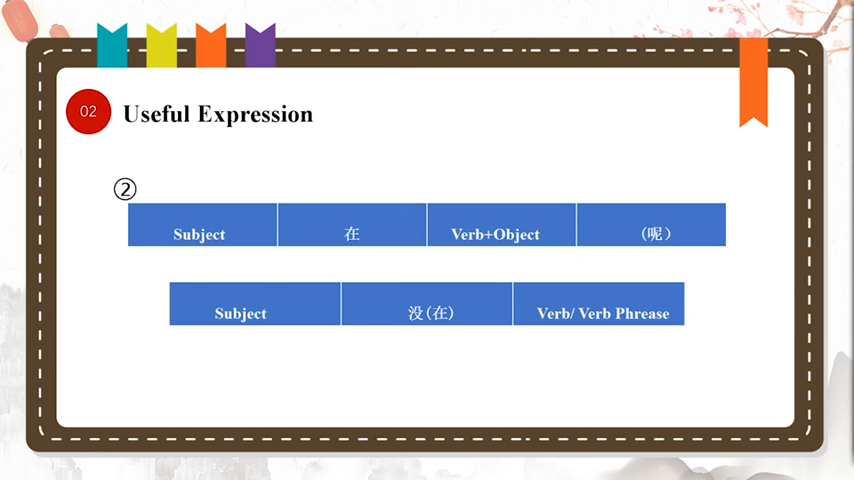 02
Useful Expression
②
Subject 在 Verb+Object （呢）
Subject 没(在) Verb/ Verb Phrease